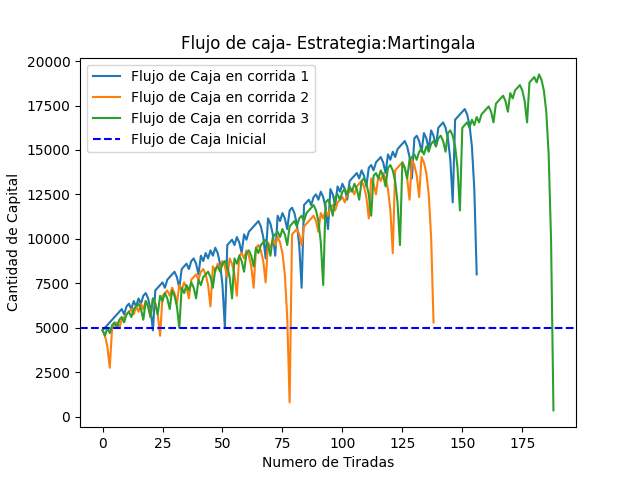 Flujo de caja- Estrategia:Martingala
Flujo de Caja en corrida 1
Flujo de Caja en corrida 2
Flujo de Caja en corrida 3
Flujo de Caja Inicial
Cantidad de Capital
20000
17500
15000
12500
10000
7500
5000
2500
0
0 25 50 75 100 125 150 175
Numero de Tiradas